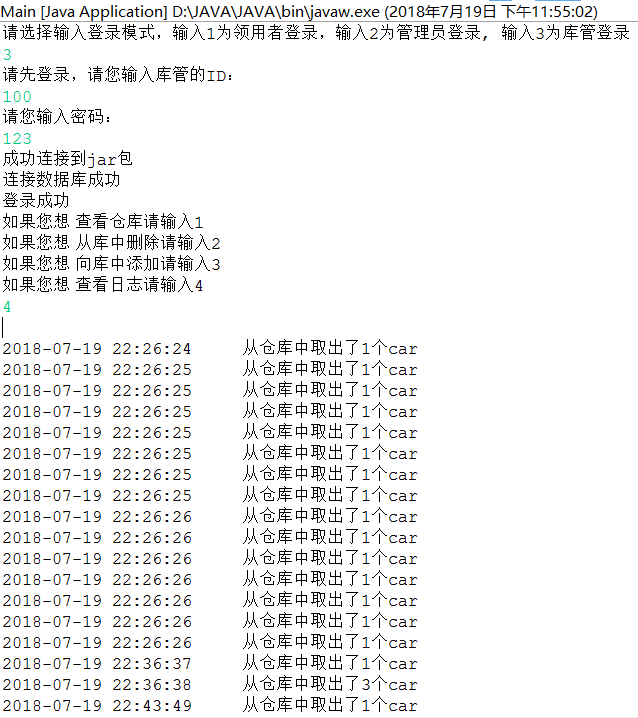 Main [Java Application] D:\JAVA\JAVA\bin\javaw.exe (2018年7月19日 下午11:55:02)
请选择输入登录模式，输入1为领用者登录，输入2为管理员登录, 输入3为库管登录
3
请先登录，请您输入库管的ID：
100
请您输入密码：
123
成功连接到jar包
连接数据库成功
登录成功
如果您想 查看仓库请输入1
如果您想 从库中删除请输入2
如果您想 向库中添加请输入3
如果您想 查看日志请输入4
4
2018-07-19 22:26:24 从仓库中取出了1个car
2018-07-19 22:26:25 从仓库中取出了1个car
2018-07-19 22:26:25 从仓库中取出了1个car
2018-07-19 22:26:25 从仓库中取出了1个car
2018-07-19 22:26:25 从仓库中取出了1个car
2018-07-19 22:26:25 从仓库中取出了1个car
2018-07-19 22:26:25 从仓库中取出了1个car
2018-07-19 22:26:25 从仓库中取出了1个car
2018-07-19 22:26:26 从仓库中取出了1个car
2018-07-19 22:26:26 从仓库中取出了1个car
2018-07-19 22:26:26 从仓库中取出了1个car
2018-07-19 22:26:26 从仓库中取出了1个car
2018-07-19 22:26:26 从仓库中取出了1个car
2018-07-19 22:26:26 从仓库中取出了1个car
2018-07-19 22:26:26 从仓库中取出了1个car
2018-07-19 22:36:37 从仓库中取出了1个car
2018-07-19 22:36:38 从仓库中取出了3个car
2018-07-19 22:43:49 从仓库中取出了1个car